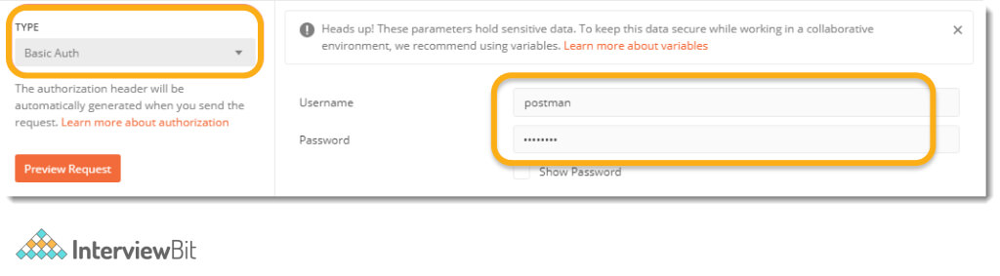 TYPE
Basic Auth
The authorization header will be
automatically generated when you send the
request. Learn more about authorization
Preview Request
Heads up! These parameters hold sensitive data. To keep this data secure while working in a collaborative
environment, we recommend using variables. Learn more about variables
Username
postman
Password
••••••••
Show Password
InterviewBit